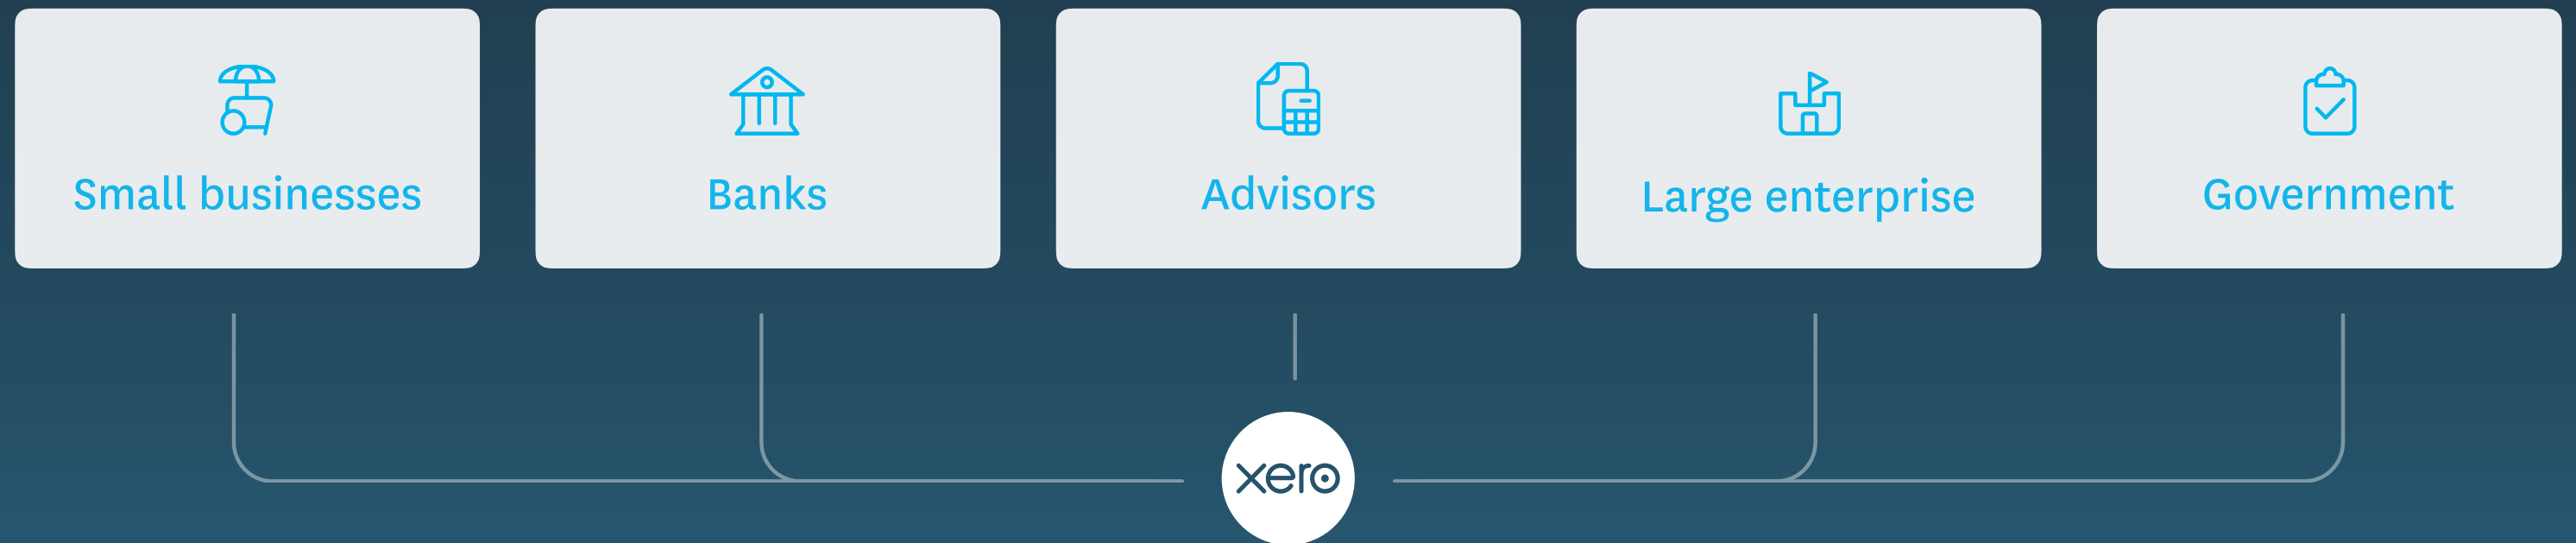 Small businesses
Banks
Advisors
Large enterprise
Government
xero